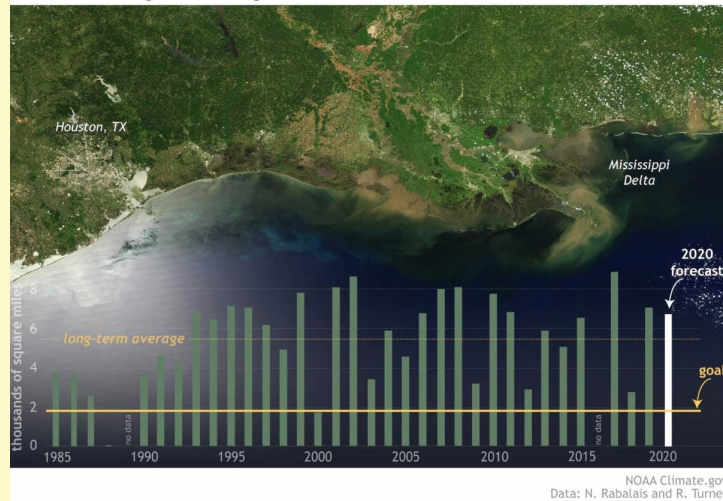 Houston, TX
Mississippi
Delta
2020
forecast
thousands of square miles
8
6
4
2
0
long-term average
goal
no data
no data
1985
1990
1995
2000
2005
2010
2015
2020
NOAA Climate.gov
Data: N. Rabalais and R. Turne